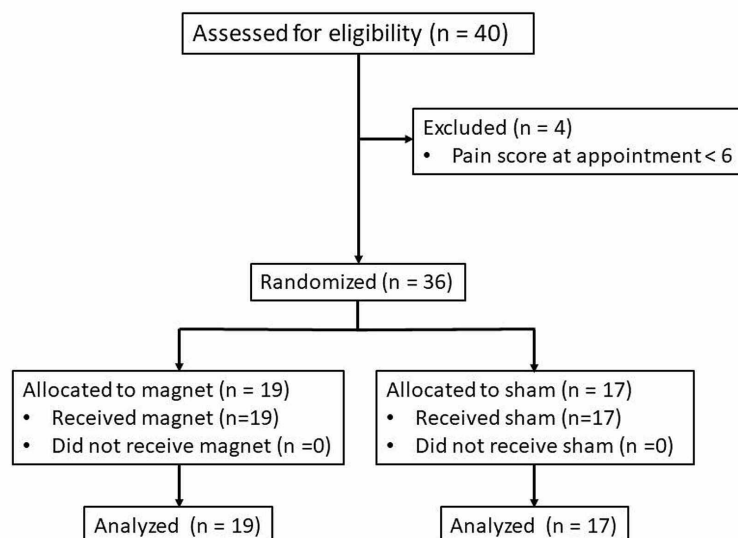 Assessed for eligibility (n = 40)
Excluded (n = 4)
• Pain score at appointment < 6
Randomized (n = 36)
Allocated to magnet (n = 19)
• Received magnet (n=19)
• Did not receive magnet (n =0)
Allocated to sham (n = 17)
• Received sham (n=17)
• Did not receive sham (n =0)
Analyzed (n = 19)
Analyzed (n = 17)